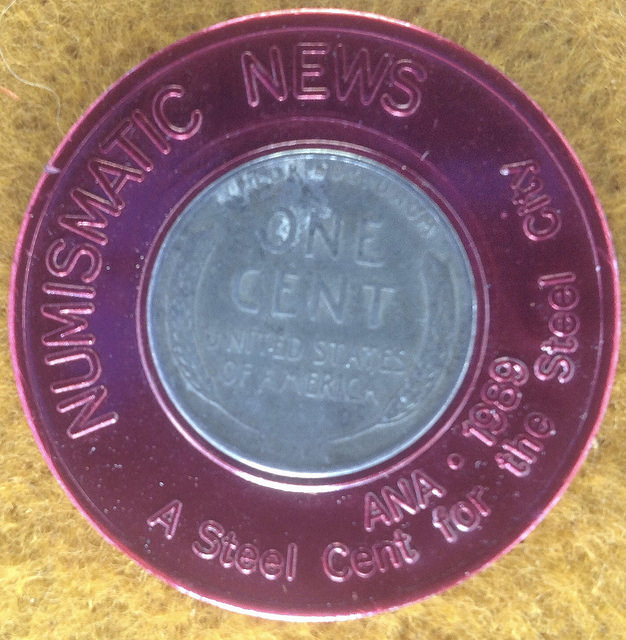 NUMISMATIC NEWS
ONE
CENT
UNITED STATES
OF AMERICA
ANA • 1989
A Steel Cent for the Steel City